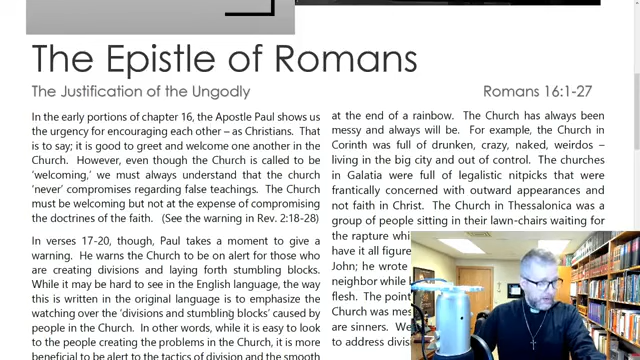 The Epistle of Romans
The Justification of the Ungodly
Romans 16:1-27
In the early portions of chapter 16, the Apostle Paul shows us
the urgency for encouraging each other – as Christians. That
is to say; it is good to greet and welcome one another in the
Church. However, even though the Church is called to be
‘welcoming,’ we must always understand that the church
‘never’ compromises regarding false teachings. The Church
must be welcoming but not at the expense of compromising
the doctrines of the faith. (See the warning in Rev. 2:18-28)
In verses 17-20, though, Paul takes a moment to give a
warning. He warns the Church to be on alert for those who
are creating divisions and laying forth stumbling blocks.
While it may be hard to see in the English language, the way
this is written in the original language is to emphasize the
watching over the ‘divisions and stumbling blocks’ caused by
people in the Church. In other words, while it is easy to look
to the people creating the problems in the Church, it is more
beneficial to be alert to the tactics of division and the smooth
at the end of a rainbow. The Church has always been
messy and always will be. For example, the Church in
Corinth was full of drunken, crazy, naked, weirdos –
living in the big city and out of control. The churches
in Galatia were full of legalistic nitpicks that were
frantically concerned with outward appearances and
not faith in Christ. The Church in Thessalonica was a
group of people sitting in their lawn-chairs waiting for
the rapture
have it all figure
John; he wrote
neighbor while
flesh. The point
Church was mes
are sinners. We
to address divis